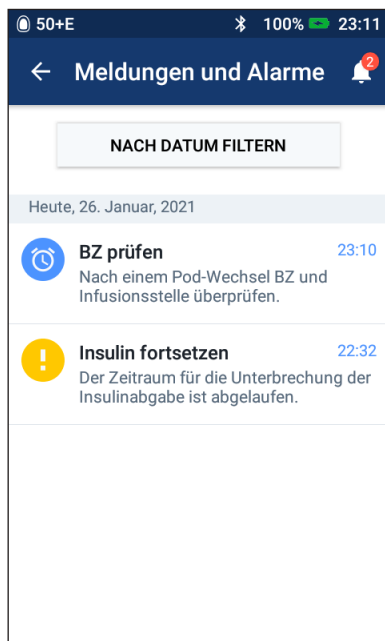 50+E 100% 23:11
Meldungen und Alarme 2
NACH DATUM FILTERN
Heute, 26. Januar, 2021
BZ prüfen 23:10
Nach einem Pod-Wechsel BZ und
Infusionsstelle überprüfen.
Insulin fortsetzen 22:32
Der Zeitraum für die Unterbrechung der
Insulinabgabe ist abgelaufen.